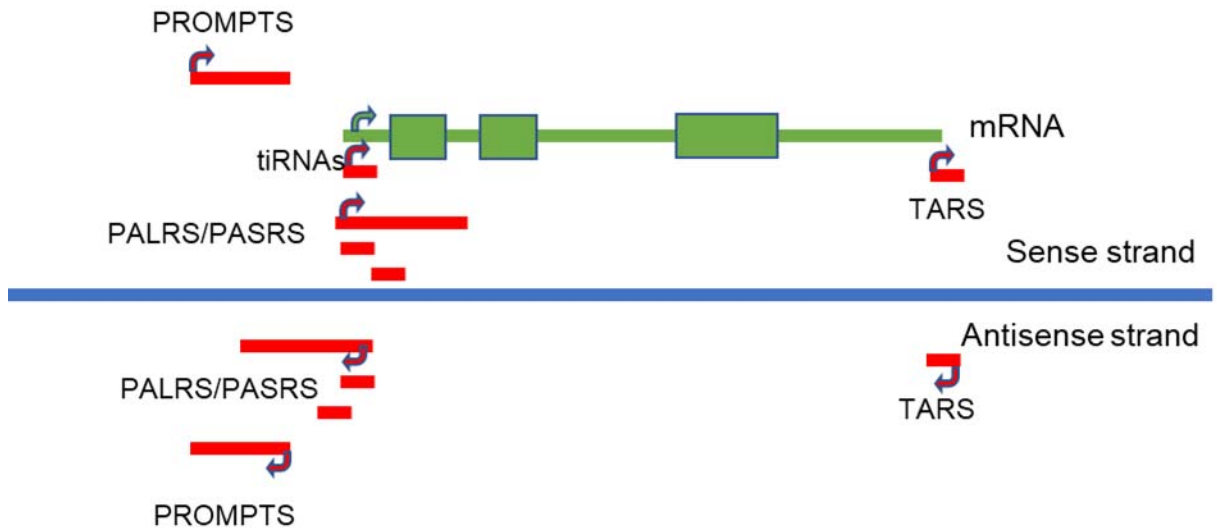 PROMPTS
mRNA
tiRNAs
TARS
PALRS/PASRS
Sense strand
Antisense strand
PALRS/PASRS
TARS
PROMPTS